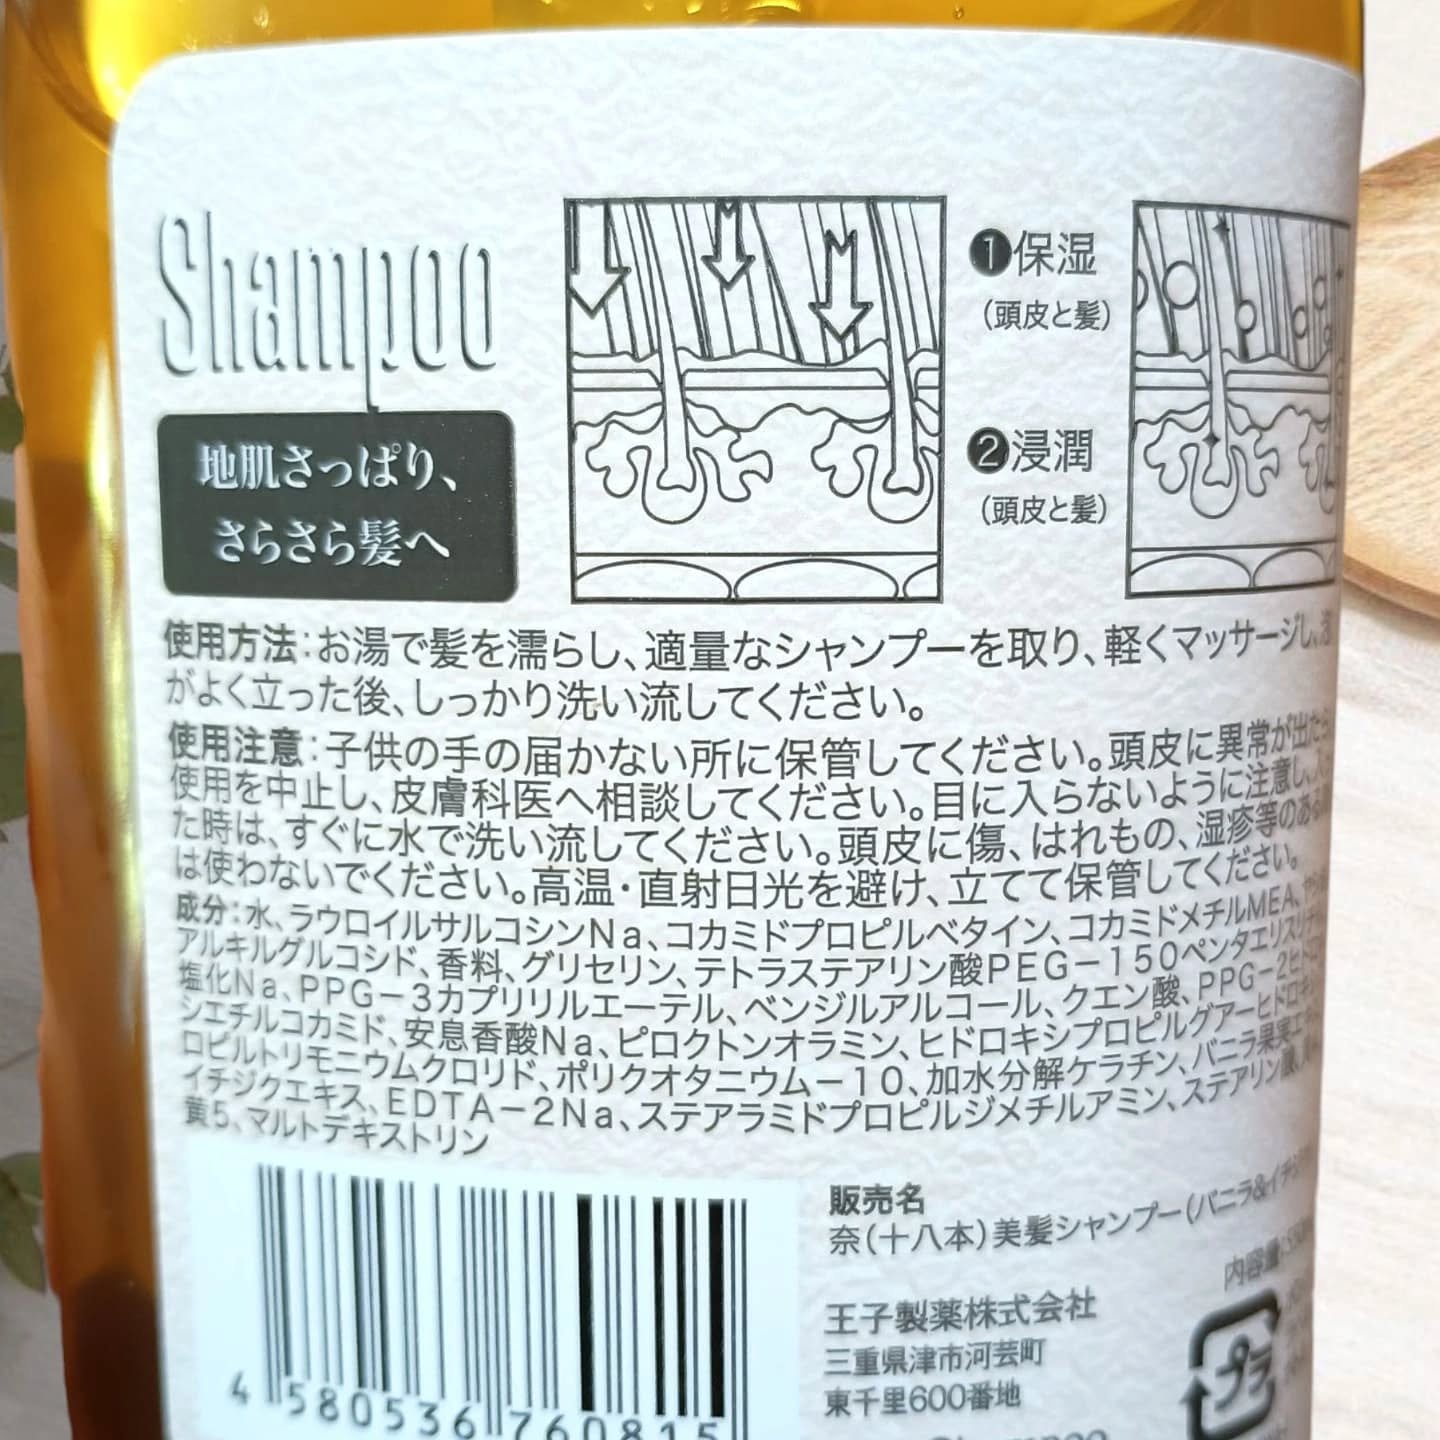 Shampoo
地肌さっぱり、
さらさら髪へ
❶保湿
(頭皮と髪)
❷浸潤
(頭皮と髪)
使用方法:お湯で髪を濡らし、適量なシャンプーを取り、軽くマッサージし、泡
がよく立った後、しっかり洗い流してください。
使用注意:子供の手の届かない所に保管してください。頭皮に異常が出たら
使用を中止し、皮膚科医へ相談してください。目に入らないように注意し、入っ
た時は、すぐに水で洗い流してください。頭皮に傷、はれもの、湿疹等のある
は使わないでください。高温・直射日光を避け、立てて保管してください。
成分:水、ラウロイルサルコシンNa、コカミドプロピルベタイン、コカミドメチルMEA、
アルキルグルコシド、香料、グリセリン、テトラステアリン酸PEG-150ペンタエリスリチル
塩化Na、PPG-3カプリリルエーテル、ベンジルアルコール、クエン酸、PPG-2ヒドロ
シエチルコカミド、安息香酸Na、ピロクトンオラミン、ヒドロキシプロピルグアーヒドロキシ
ロピルトリモニウムクロリド、ポリクオタニウム-10、加水分解ケラチン、バニラ果実エキ
イチジクエキス、EDTA-2Na、ステアラミドプロピルジメチルアミン、ステアリン酸、
黄5、マルトデキストリン
4 580536 760815
販売名
奈(十八本)美髪シャンプー(バニラ&イチジ
内容量:
王子製薬株式会社
三重県津市河芸町
東千里600番地
プラ
Shampoo